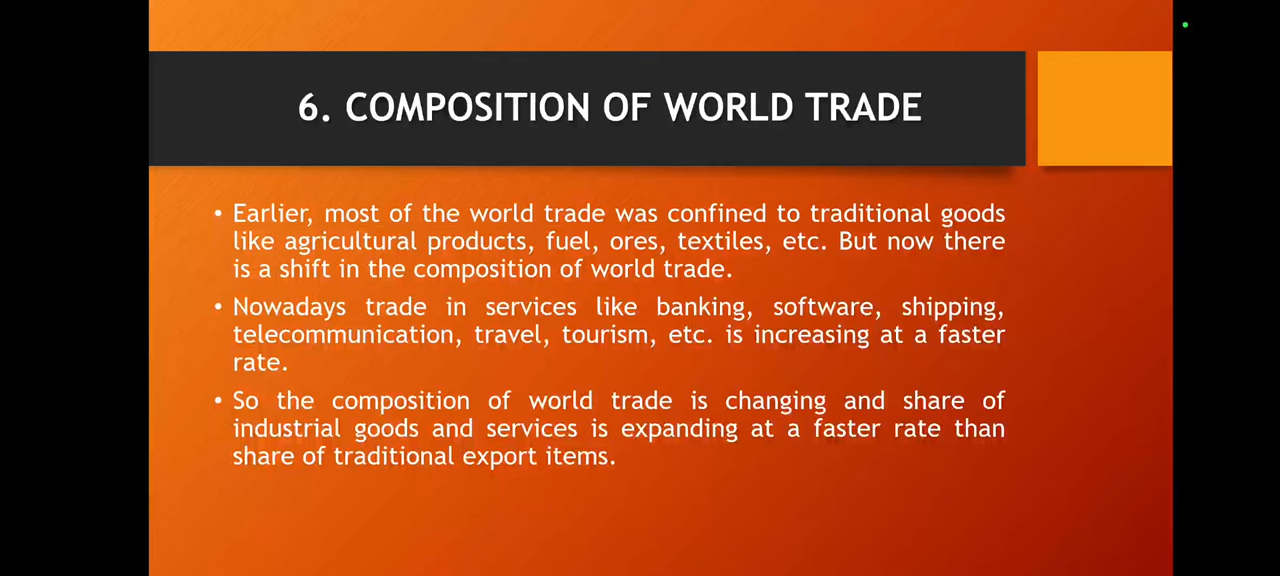 6. COMPOSITION OF WORLD TRADE
• Earlier, most of the world trade was confined to traditional goods
like agricultural products, fuel, ores, textiles, etc. But now there
is a shift in the composition of world trade.
• Nowadays trade in services like banking, software, shipping,
telecommunication, travel, tourism, etc. is increasing at a faster
rate.
• So the composition of world trade is changing and share of
industrial goods and services is expanding at a faster rate than
share of traditional export items.